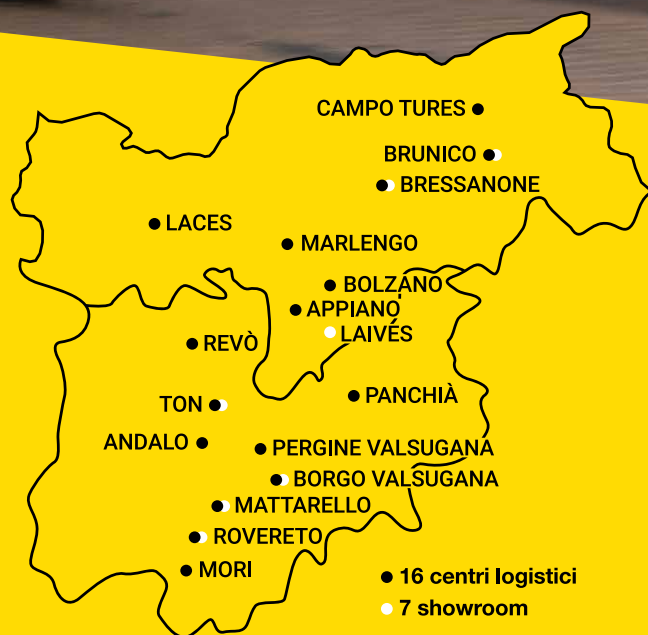 CAMPO TURES
BRUNICO
BRESSANONE
LACES
MARLENGO
BOLZANO
APPIANO
LAIVÉS
REVÒ
PANCHIÀ
TON
ANDALO
PERGINE VALSUGANA
BORGO VALSUGANA
MATTARELLO
ROVERETO
MORI
16 centri logistici
7 showroom